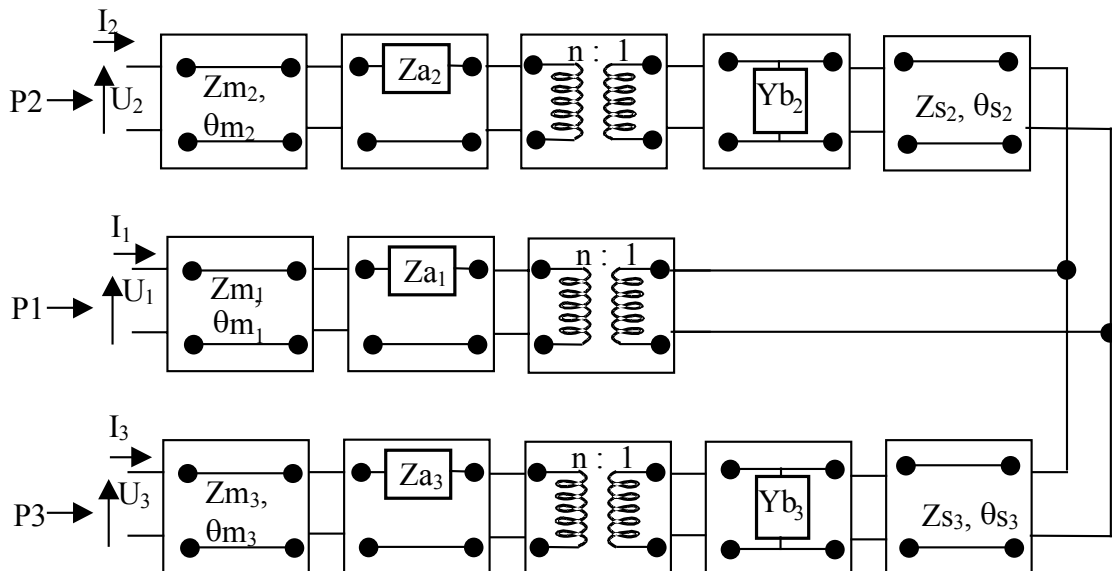 I2
P2
U2
Zm2,
θm2
Za2
n : 1
Yb2
Zs2, θs2
I1
P1
U1
Zm1,
θm1
Za1
n : 1
I3
P3
U3
Zm3,
θm3
Za3
n : 1
Yb3
Zs3, θs3